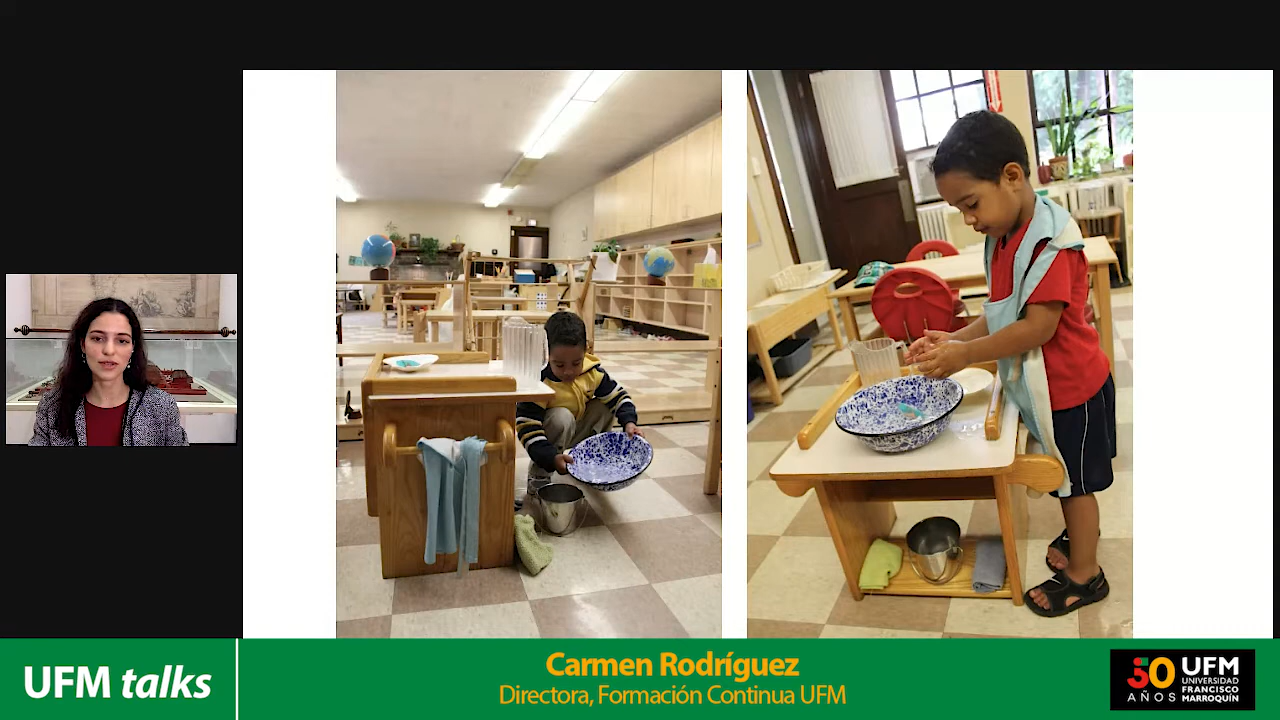 UFM talks
Carmen Rodríguez
Directora, Formación Continua UFM
50
AÑOS
UFM
UNIVERSIDAD
FRANCISCO
MARROQUÍN